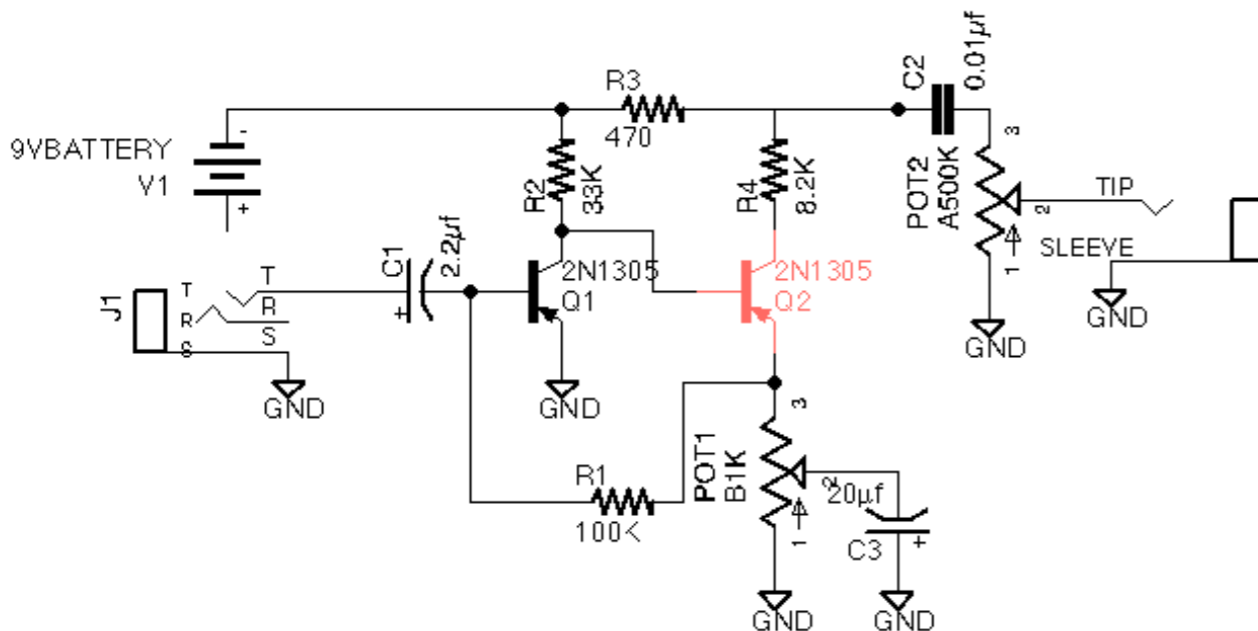 C2
0.01µf
R3
470
-
9VBATTERY
V1
+
R2
33K
R4
8.2K
3
POT2
A500K
2
TIP
1
SLEEVE
GND
GND
C1
2.2µf
+
2N1305
Q1
2N1305
Q2
J1
T
T
R
R
S
S
GND
GND
3
POT1
B1K
2
20µf
R1
100K
1
C3
+
GND
GND